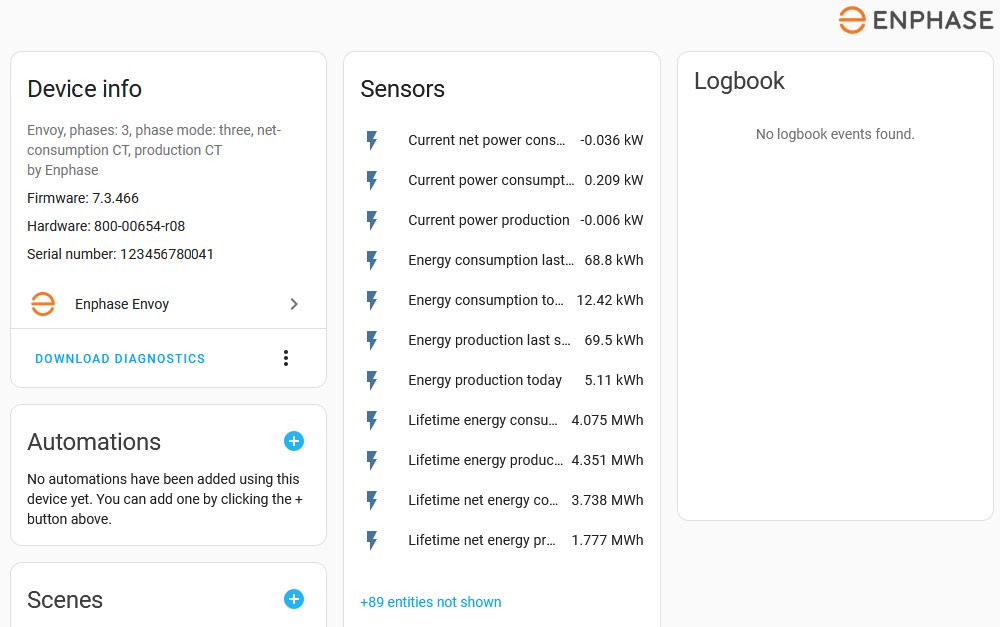 ENPHASE
Device info
Envoy, phases: 3, phase mode: three, net-
consumption CT, production CT
by Enphase
Firmware: 7.3.466
Hardware: 800-00654-r08
Serial number: 123456780041
Enphase Envoy
DOWNLOAD DIAGNOSTICS
Automations
No automations have been added using this
device yet. You can add one by clicking the +
button above.
Scenes
Sensors
Current net power cons... -0.036 kW
Current power consumpt... 0.209 kW
Current power production -0.006 kW
Energy consumption last... 68.8 kWh
Energy consumption to... 12.42 kWh
Energy production last s... 69.5 kWh
Energy production today 5.11 kWh
Lifetime energy consu... 4.075 MWh
Lifetime energy produc... 4.351 MWh
Lifetime net energy co... 3.738 MWh
Lifetime net energy pr... 1.777 MWh
+89 entities not shown
Logbook
No logbook events found.